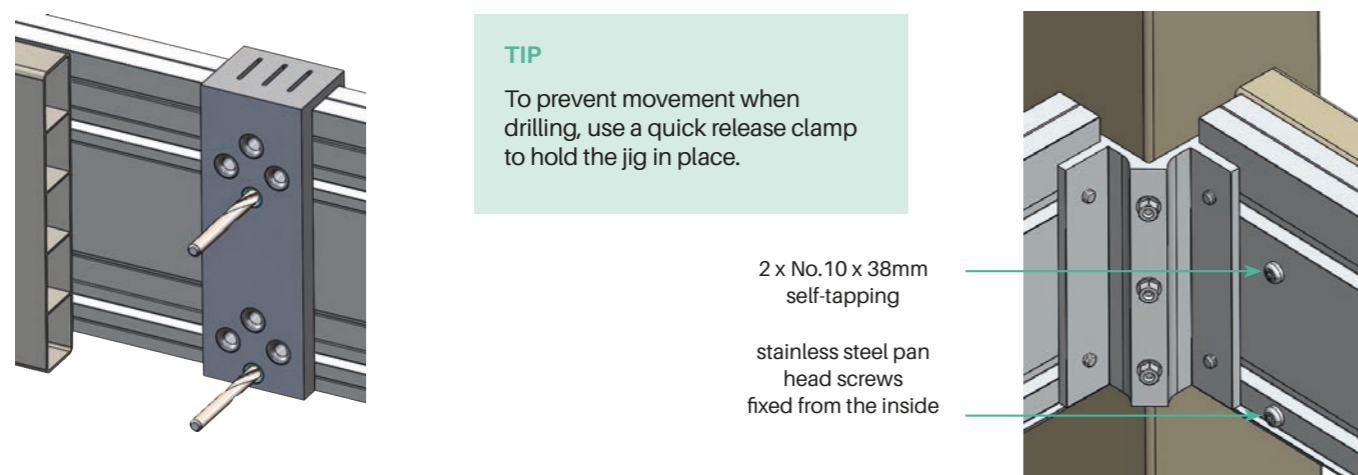 TIP
To prevent movement when
drilling, use a quick release clamp
to hold the jig in place.
2 x No.10 x 38mm
self-tapping
stainless steel pan
head screws
fixed from the inside